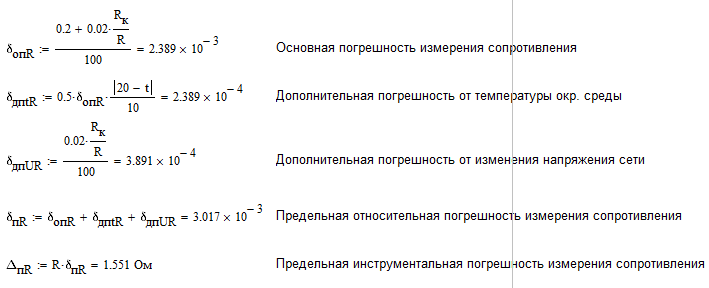 δопR := (0.2 + 0.02·Rк/R)/100 = 2.389 × 10⁻³ Основная погрешность измерения сопротивления
δдпtR := 0.5·δопR·|20 − t|/10 = 2.389 × 10⁻⁴ Дополнительная погрешность от температуры окр. среды
δдпUR := (0.02·Rк/R)/100 = 3.891 × 10⁻⁴ Дополнительная погрешность от изменения напряжения сети
δпR := δопR + δдпtR + δдпUR = 3.017 × 10⁻³ Предельная относительная погрешность измерения сопротивления
ΔпR := R·δпR = 1.551 Ом Предельная инструментальная погрешность измерения сопротивления